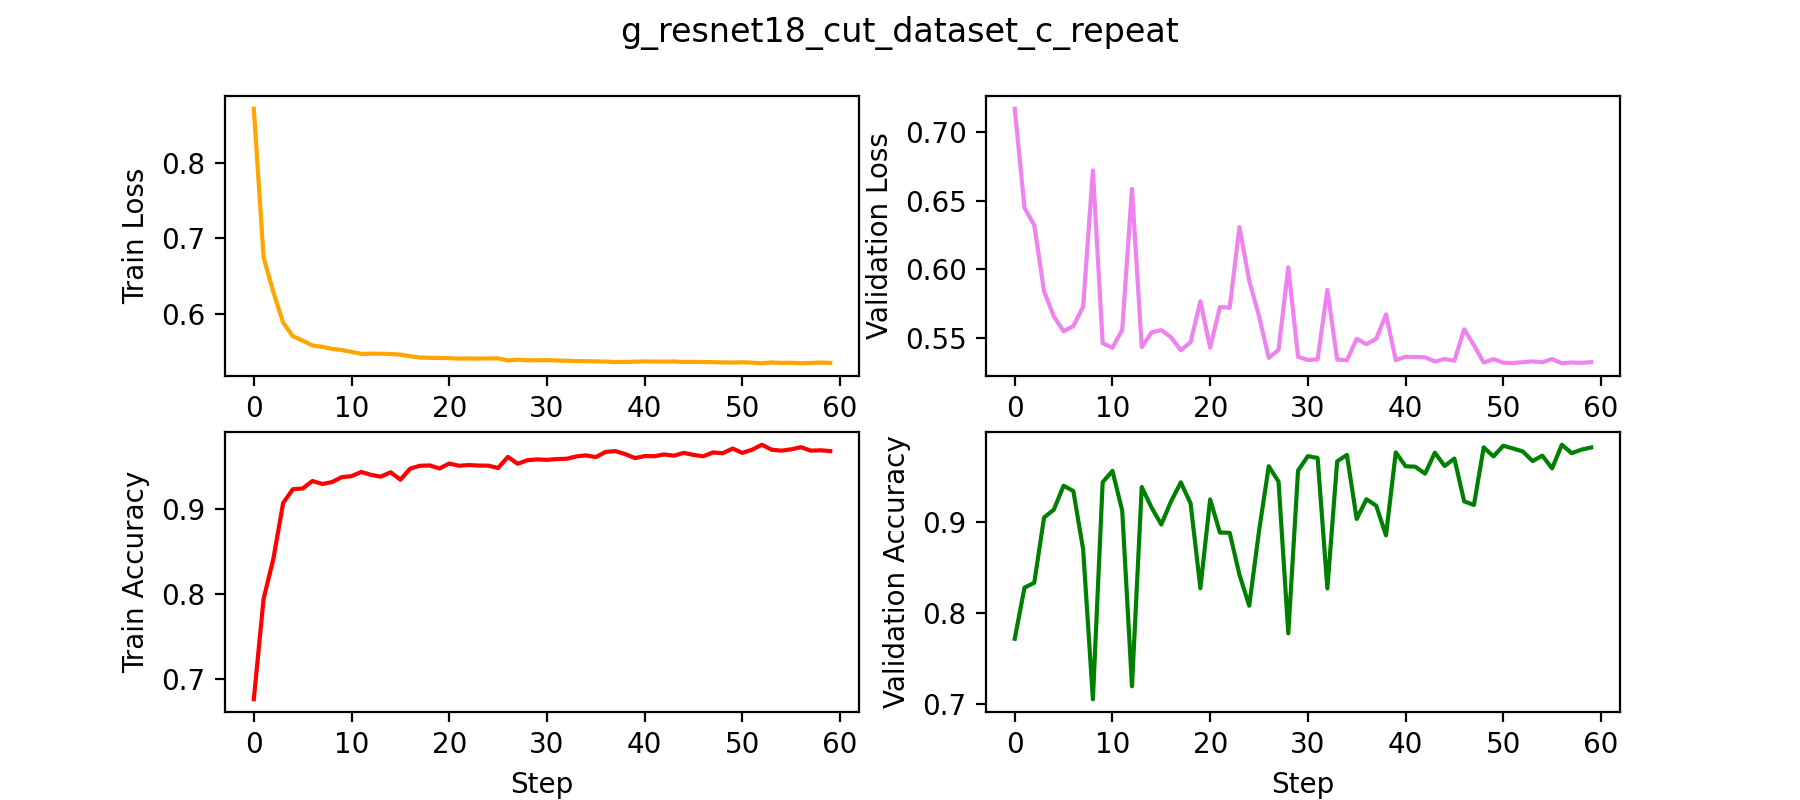 g_resnet18_cut_dataset_c_repeat
Train Loss
0.8
0.7
0.6
0 10 20 30 40 50 60
Validation Loss
0.70
0.65
0.60
0.55
0 10 20 30 40 50 60
Train Accuracy
0.9
0.8
0.7
0 10 20 30 40 50 60
Step
Validation Accuracy
0.9
0.8
0.7
0 10 20 30 40 50 60
Step